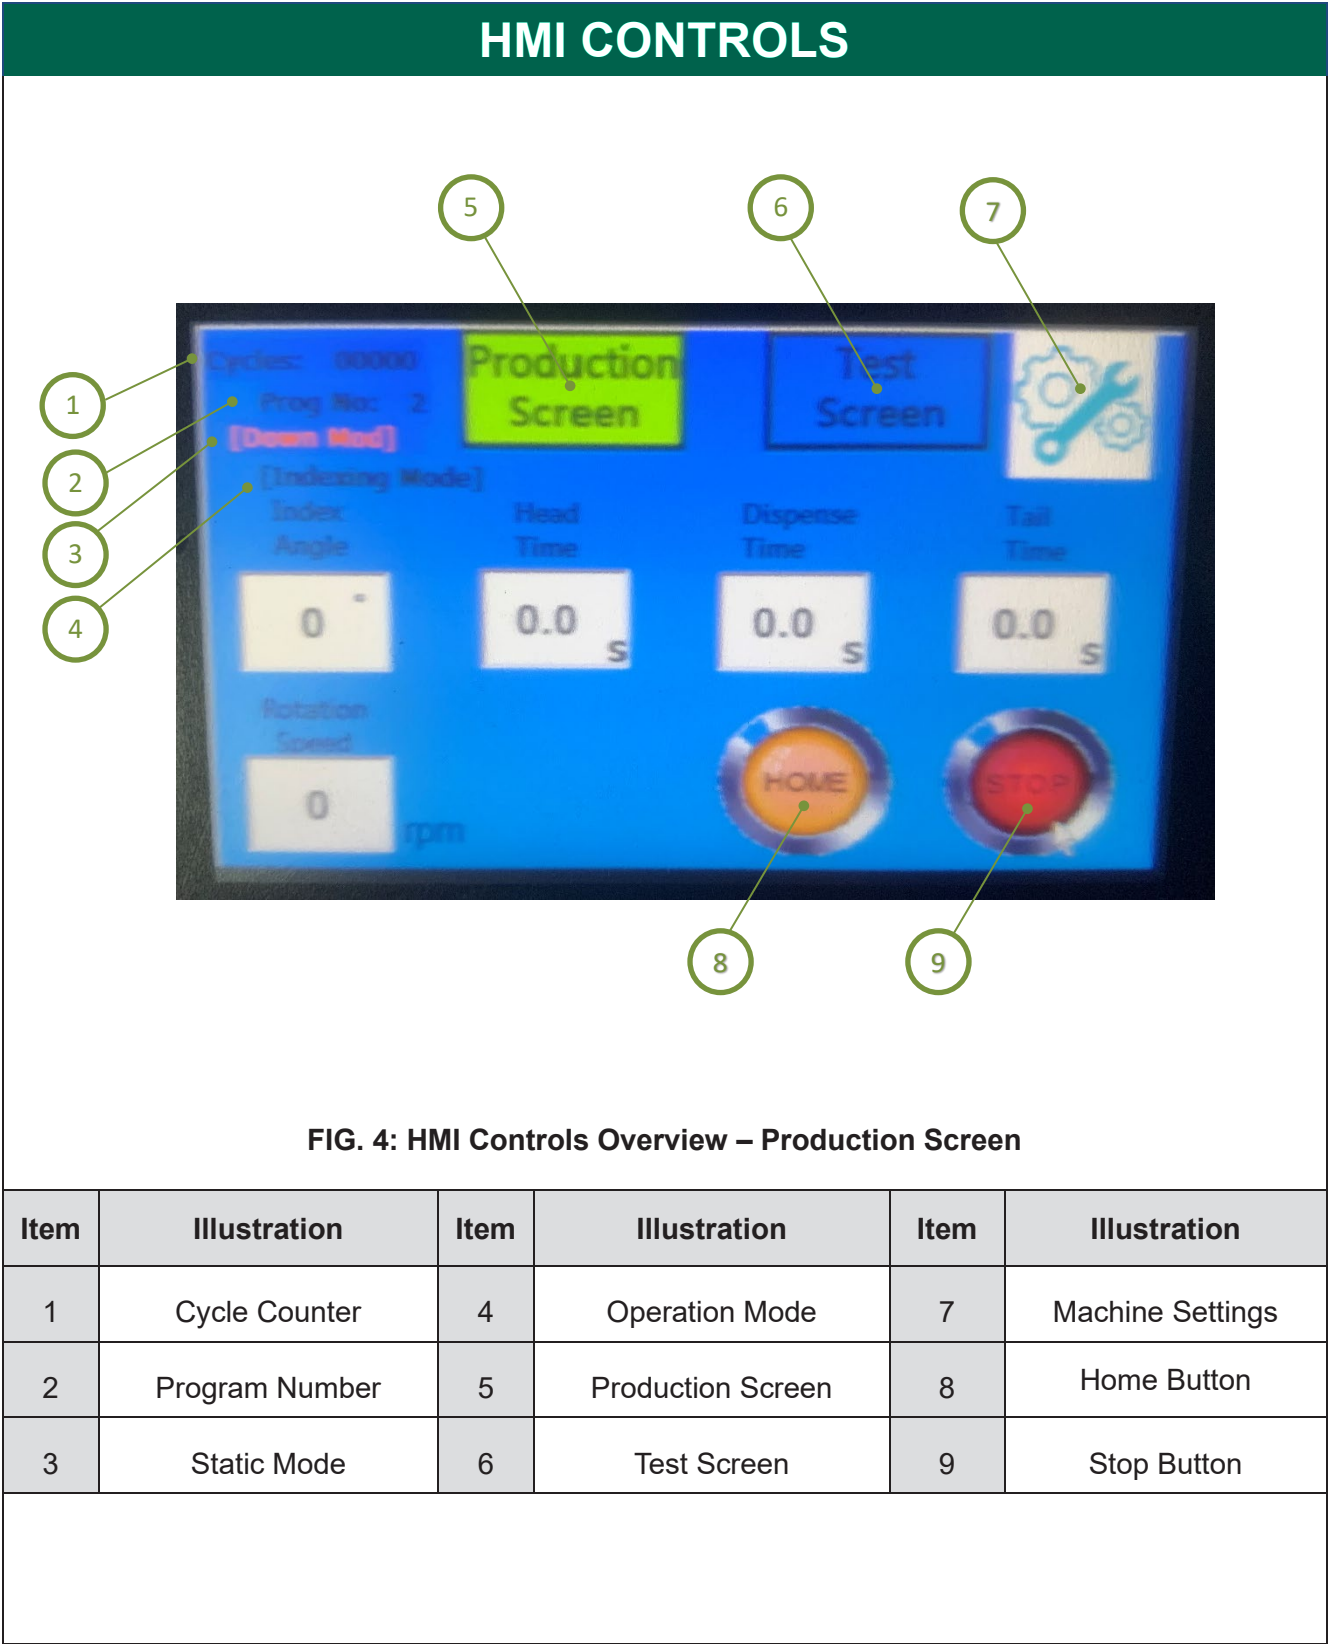 HMI CONTROLS
5
6
7
1
2
3
4
Cycles: 00000
Prog No: 2
[Down Mod]
[Indexing Mode]
Production
Screen
Test
Screen
Index
Angle
Head
Time
Dispense
Time
Tail
Time
0 °
0.0 s
0.0 s
0.0 s
Rotation
Speed
0
rpm
HOME
STOP
8
9
FIG. 4: HMI Controls Overview – Production Screen
Item Illustration Item Illustration Item Illustration
1 Cycle Counter 4 Operation Mode 7 Machine Settings
2 Program Number 5 Production Screen 8 Home Button
3 Static Mode 6 Test Screen 9 Stop Button